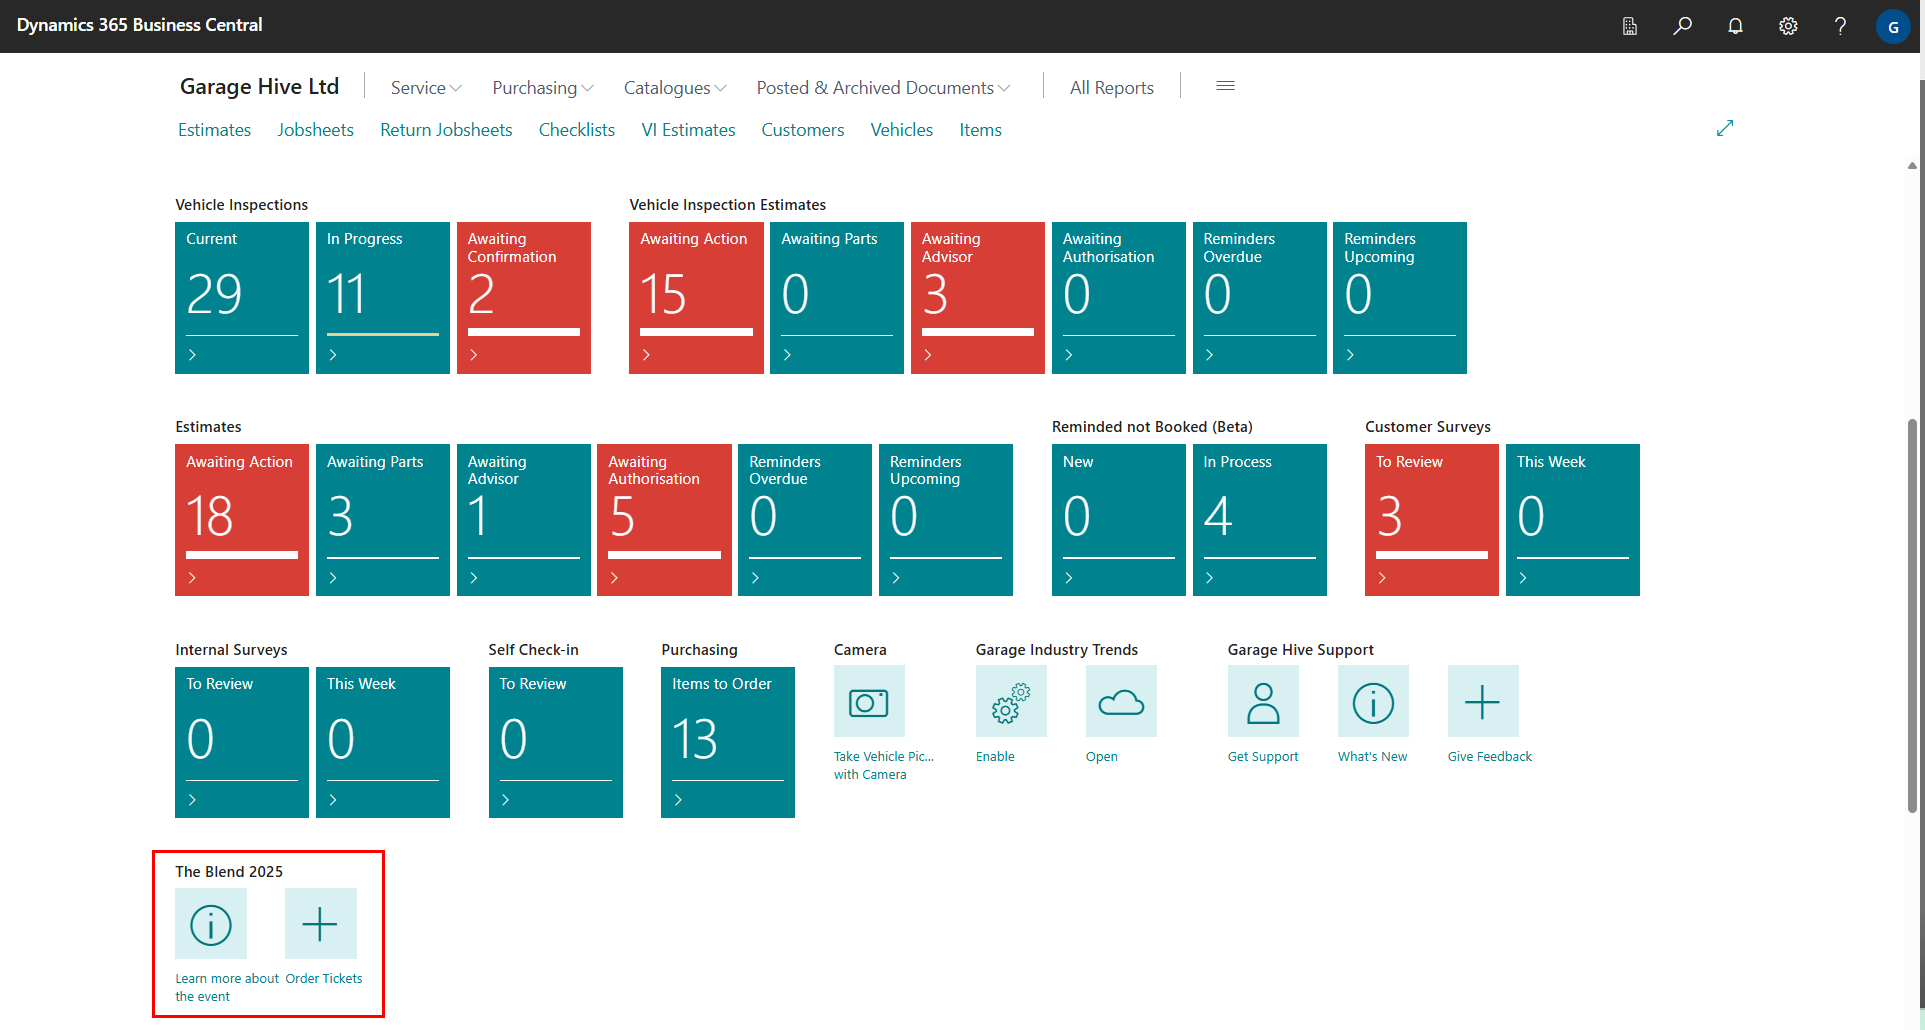 Dynamics 365 Business Central
G
Garage Hive Ltd
Service
Purchasing
Catalogues
Posted & Archived Documents
All Reports
Estimates
Jobsheets
Return Jobsheets
Checklists
VI Estimates
Customers
Vehicles
Items
Vehicle Inspections
Current
29
In Progress
11
Awaiting
Confirmation
2
Vehicle Inspection Estimates
Awaiting Action
15
Awaiting Parts
0
Awaiting
Advisor
3
Awaiting
Authorisation
0
Reminders
Overdue
0
Reminders
Upcoming
0
Estimates
Awaiting Action
18
Awaiting Parts
3
Awaiting
Advisor
1
Awaiting
Authorisation
5
Reminders
Overdue
0
Reminders
Upcoming
0
Reminded not Booked (Beta)
New
0
In Process
4
Customer Surveys
To Review
3
This Week
0
Internal Surveys
To Review
0
This Week
0
Self Check-in
To Review
0
Purchasing
Items to Order
13
Camera
Take Vehicle Pic...
with Camera
Garage Industry Trends
Enable
Open
Garage Hive Support
Get Support
What's New
Give Feedback
The Blend 2025
Learn more about
the event
Order Tickets